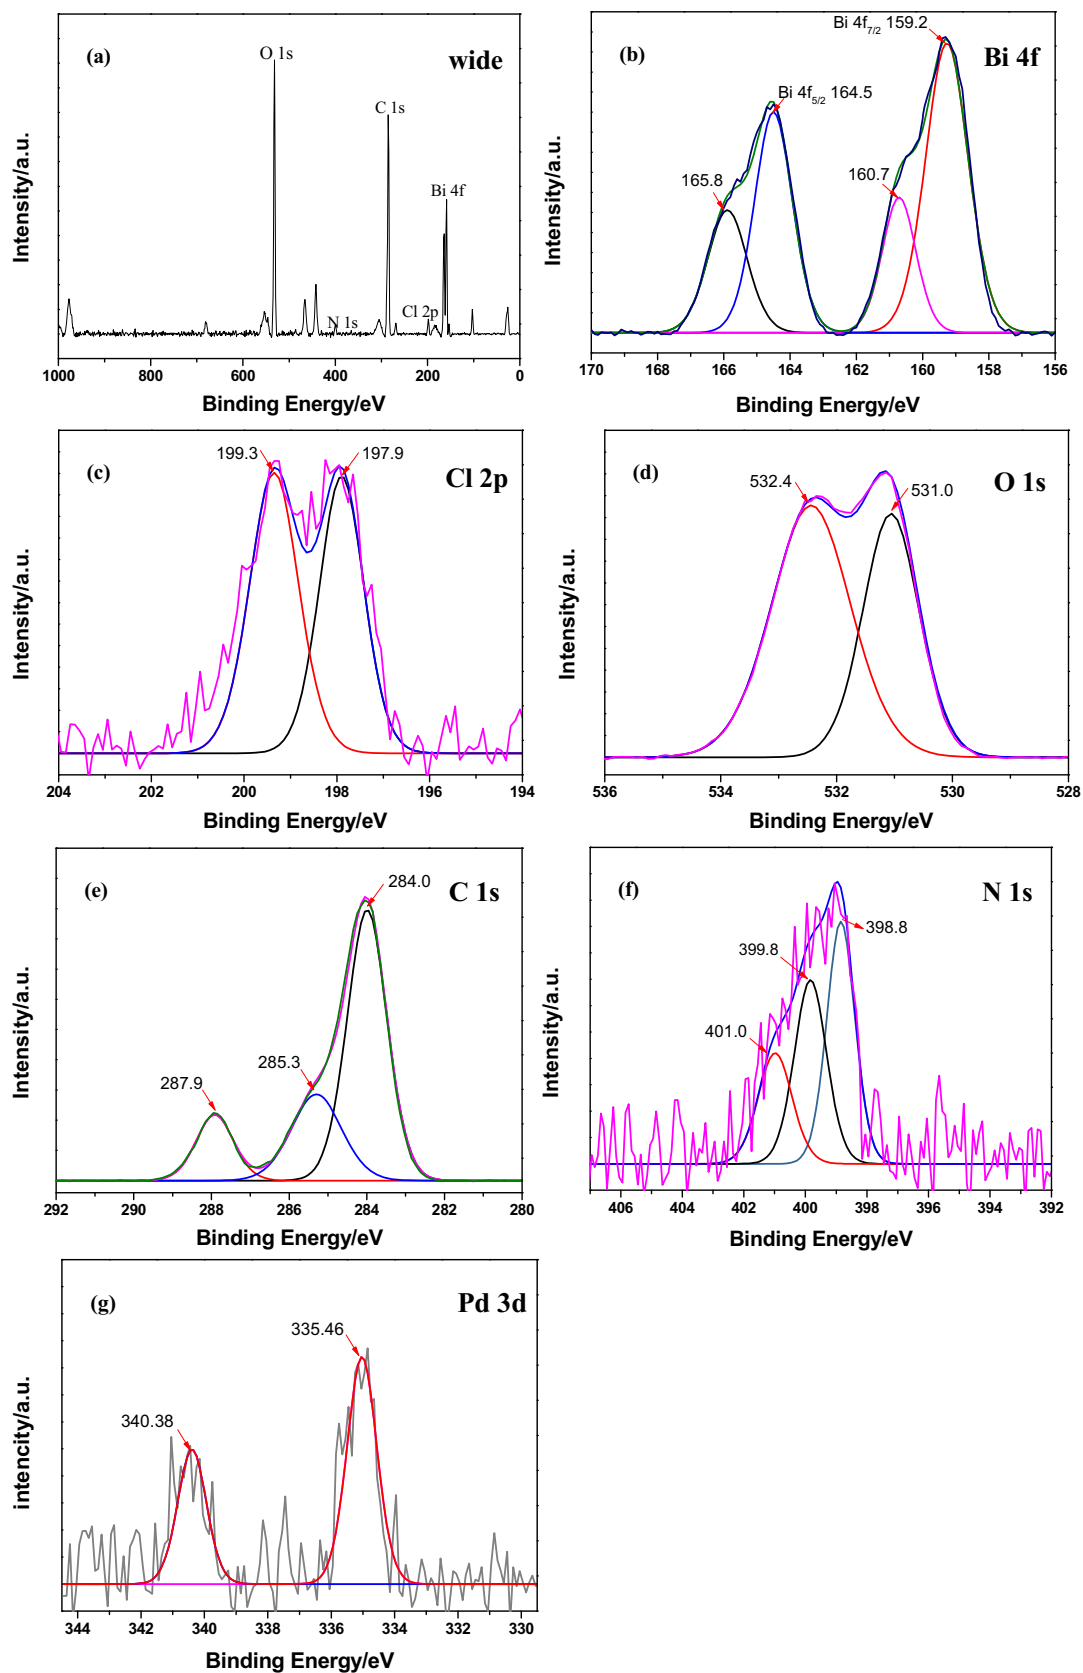 (a)
wide
O 1s
C 1s
Bi 4f
Cl 2p
N 1s
Intensity/a.u.
1000 800 600 400 200 0
Binding Energy/eV
(b)
Bi 4f
Bi 4f7/2 159.2
Bi 4f5/2 164.5
165.8
160.7
Intensity/a.u.
170 168 166 164 162 160 158 156
Binding Energy/eV
(c)
Cl 2p
199.3
197.9
Intensity/a.u.
204 202 200 198 196 194
Binding Energy/eV
(d)
O 1s
532.4
531.0
Intensity/a.u.
536 534 532 530 528
Binding Energy/eV
(e)
C 1s
284.0
285.3
287.9
Intensity/a.u.
292 290 288 286 284 282 280
Binding Energy/eV
(f)
N 1s
398.8
399.8
401.0
Intensity/a.u.
406 404 402 400 398 396 394 392
Binding Energy/eV
(g)
Pd 3d
335.46
340.38
intencity/a.u.
344 342 340 338 336 334 332 330
Binding Energy/eV